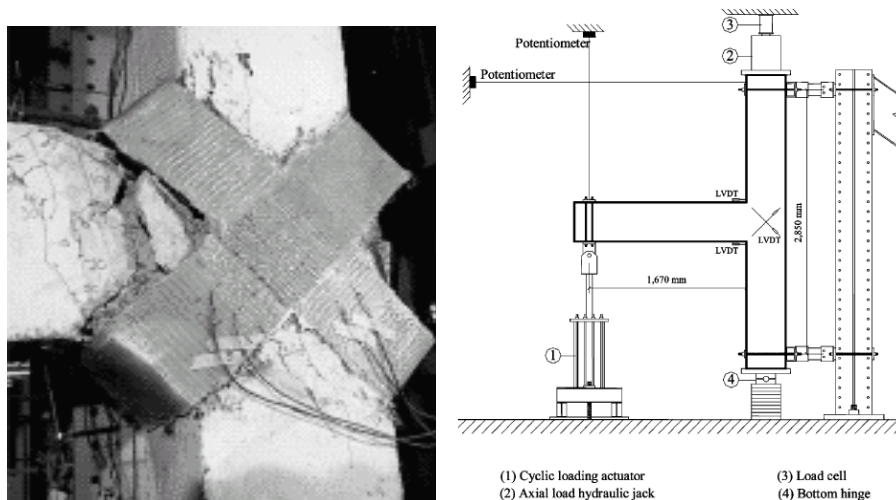 3
Potentiometer
2
Potentiometer
LVDT
LVDT
LVDT
2,850 mm
1,670 mm
1
4
(1) Cyclic loading actuator
(3) Load cell
(2) Axial load hydraulic jack
(4) Bottom hinge